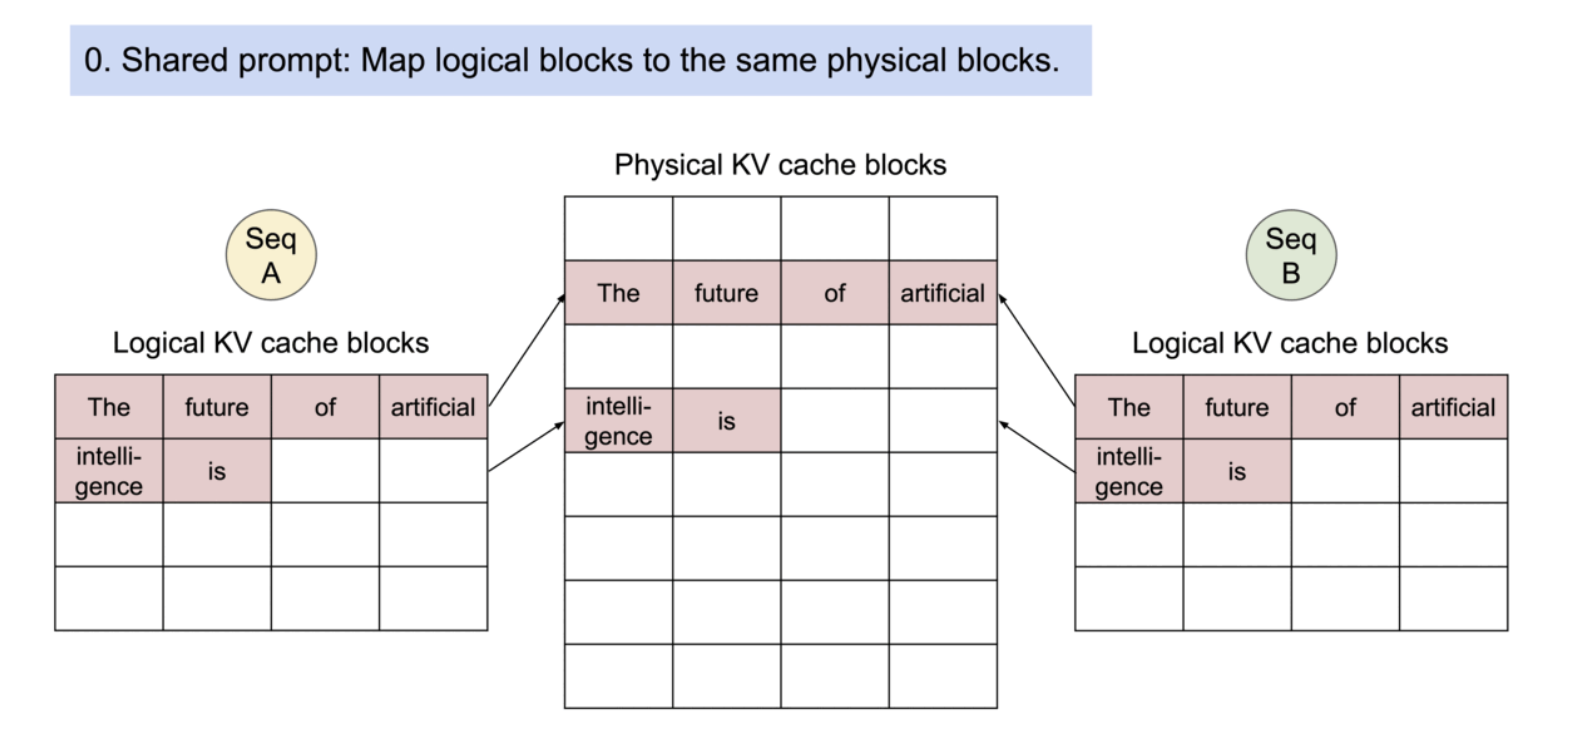 0. Shared prompt: Map logical blocks to the same physical blocks.
Physical KV cache blocks
The future of artificial
intelli-
gence is
Seq
A
Logical KV cache blocks
The future of artificial
intelli-
gence is
Seq
B
Logical KV cache blocks
The future of artificial
intelli-
gence is